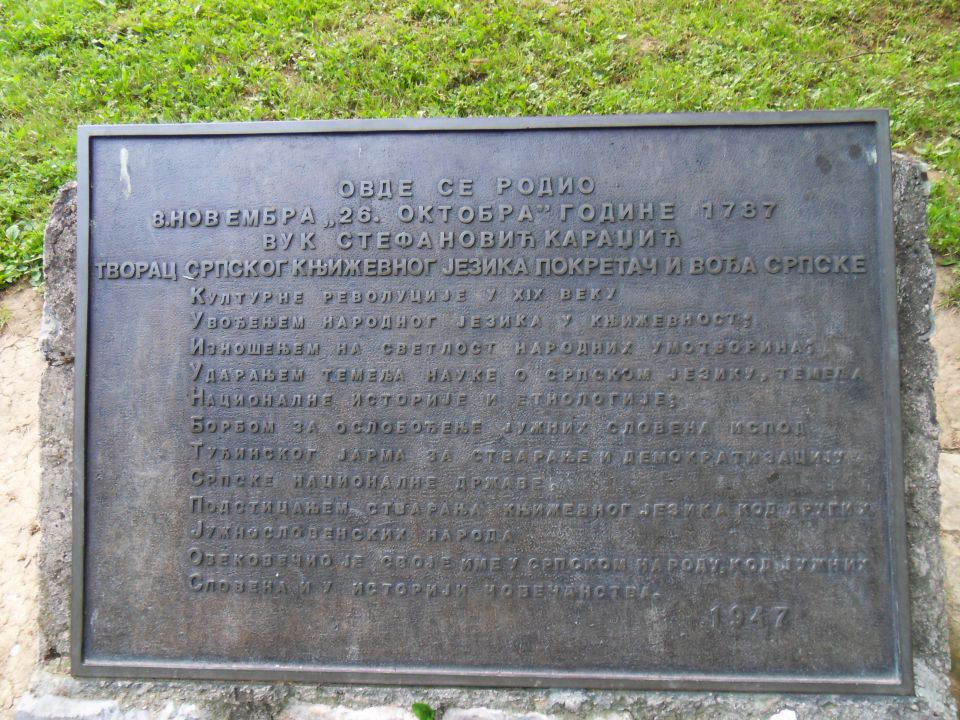 ОВДЕ СЕ РОДИО
8.НОВЕМБРА „26. ОКТОБРА” ГОДИНЕ 1787
ВУК СТЕФАНОВИЋ КАРАЏИЋ
ТВОРАЦ СРПСКОГ КЊИЖЕВНОГ ЈЕЗИКА ПОКРЕТАЧ И ВОЂА СРПСКЕ
КУЛТУРНЕ РЕВОЛУЦИЈЕ У XIX ВЕКУ
УВОЂЕЊЕМ НАРОДНОГ ЈЕЗИКА У КЊИЖЕВНОСТ;
ИЗНОШЕЊЕМ НА СВЕТЛОСТ НАРОДНИХ УМОТВОРИНА;
УДАРАЊЕМ ТЕМЕЉА НАУКЕ О СРПСКОМ ЈЕЗИКУ, ТЕМЕЉА
НАЦИОНАЛНЕ ИСТОРИЈЕ И ЕТНОЛОГИЈЕ;
БОРБОМ ЗА ОСЛОБОЂЕЊЕ ЈУЖНИХ СЛОВЕНА ИСПОД
ТУЂИНСКОГ ЈАРМА ЗА СТВАРАЊЕ И ДЕМОКРАТИЗАЦИЈУ
СРПСКЕ НАЦИОНАЛНЕ ДРЖАВЕ;
ПОДСТИЦАЊЕМ СТВАРАЊА КЊИЖЕВНОГ ЈЕЗИКА КОД ДРУГИХ
ЈУЖНОСЛОВЕНСКИХ НАРОДА
ОВЕКОВЕЧИО ЈЕ СВОЈЕ ИМЕ У СРПСКОМ НАРОДУ, КОД ЈУЖНИХ
СЛОВЕНА И У ИСТОРИЈИ ЧОВЕЧАНСТВА.
1947